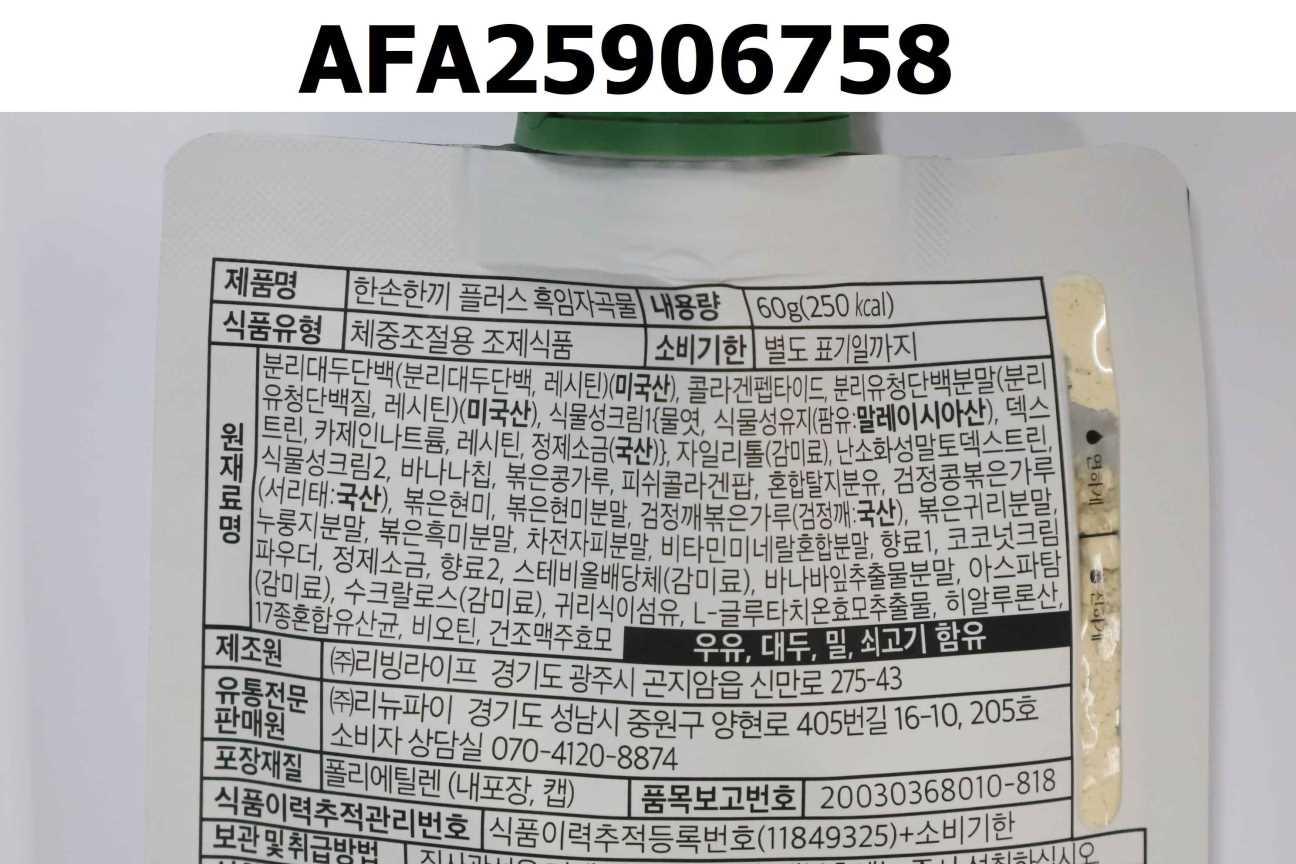 AFA25906758
제품명 한손한끼 플러스 흑임자곡물 내용량 60g(250 kcal)
식품유형 체중조절용 조제식품 소비기한 별도 표기일까지
원재료명
분리대두단백(분리대두단백, 레시틴)(미국산), 콜라겐펩타이드, 분리유청단백분말(분리
유청단백질, 레시틴)(미국산), 식물성크림1{물엿, 식물성유지(팜유:말레이시아산), 덱스
트린, 카제인나트륨, 레시틴, 정제소금(국산)}, 자일리톨(감미료), 난소화성말토덱스트린,
식물성크림2, 바나나칩, 볶은콩가루, 피쉬콜라겐팝, 혼합탈지분유, 검정콩볶은가루
(서리태:국산), 볶은현미, 볶은현미분말, 검정깨볶은가루(검정깨:국산), 볶은귀리분말,
누룽지분말, 볶은흑미분말, 차전자피분말, 비타민미네랄혼합분말, 향료1, 코코넛크림
파우더, 정제소금, 향료2, 스테비올배당체(감미료), 바나바잎추출물분말, 아스파탐
(감미료), 수크랄로스(감미료), 귀리식이섬유, L-글루타치온효모추출물, 히알루론산,
17종혼합유산균, 비오틴, 건조맥주효모
우유, 대두, 밀, 쇠고기 함유
제조원 ㈜리빙라이프 경기도 광주시 곤지암읍 신만로 275-43
유통전문판매원 ㈜리뉴파이 경기도 성남시 중원구 양현로 405번길 16-10, 205호
소비자 상담실 070-4120-8874
포장재질 폴리에틸렌 (내포장, 캡) 품목보고번호 20030368010-818
식품이력추적관리번호 식품이력추적등록번호(11849325)+소비기한
보관 및 취급방법
연하게
진하게